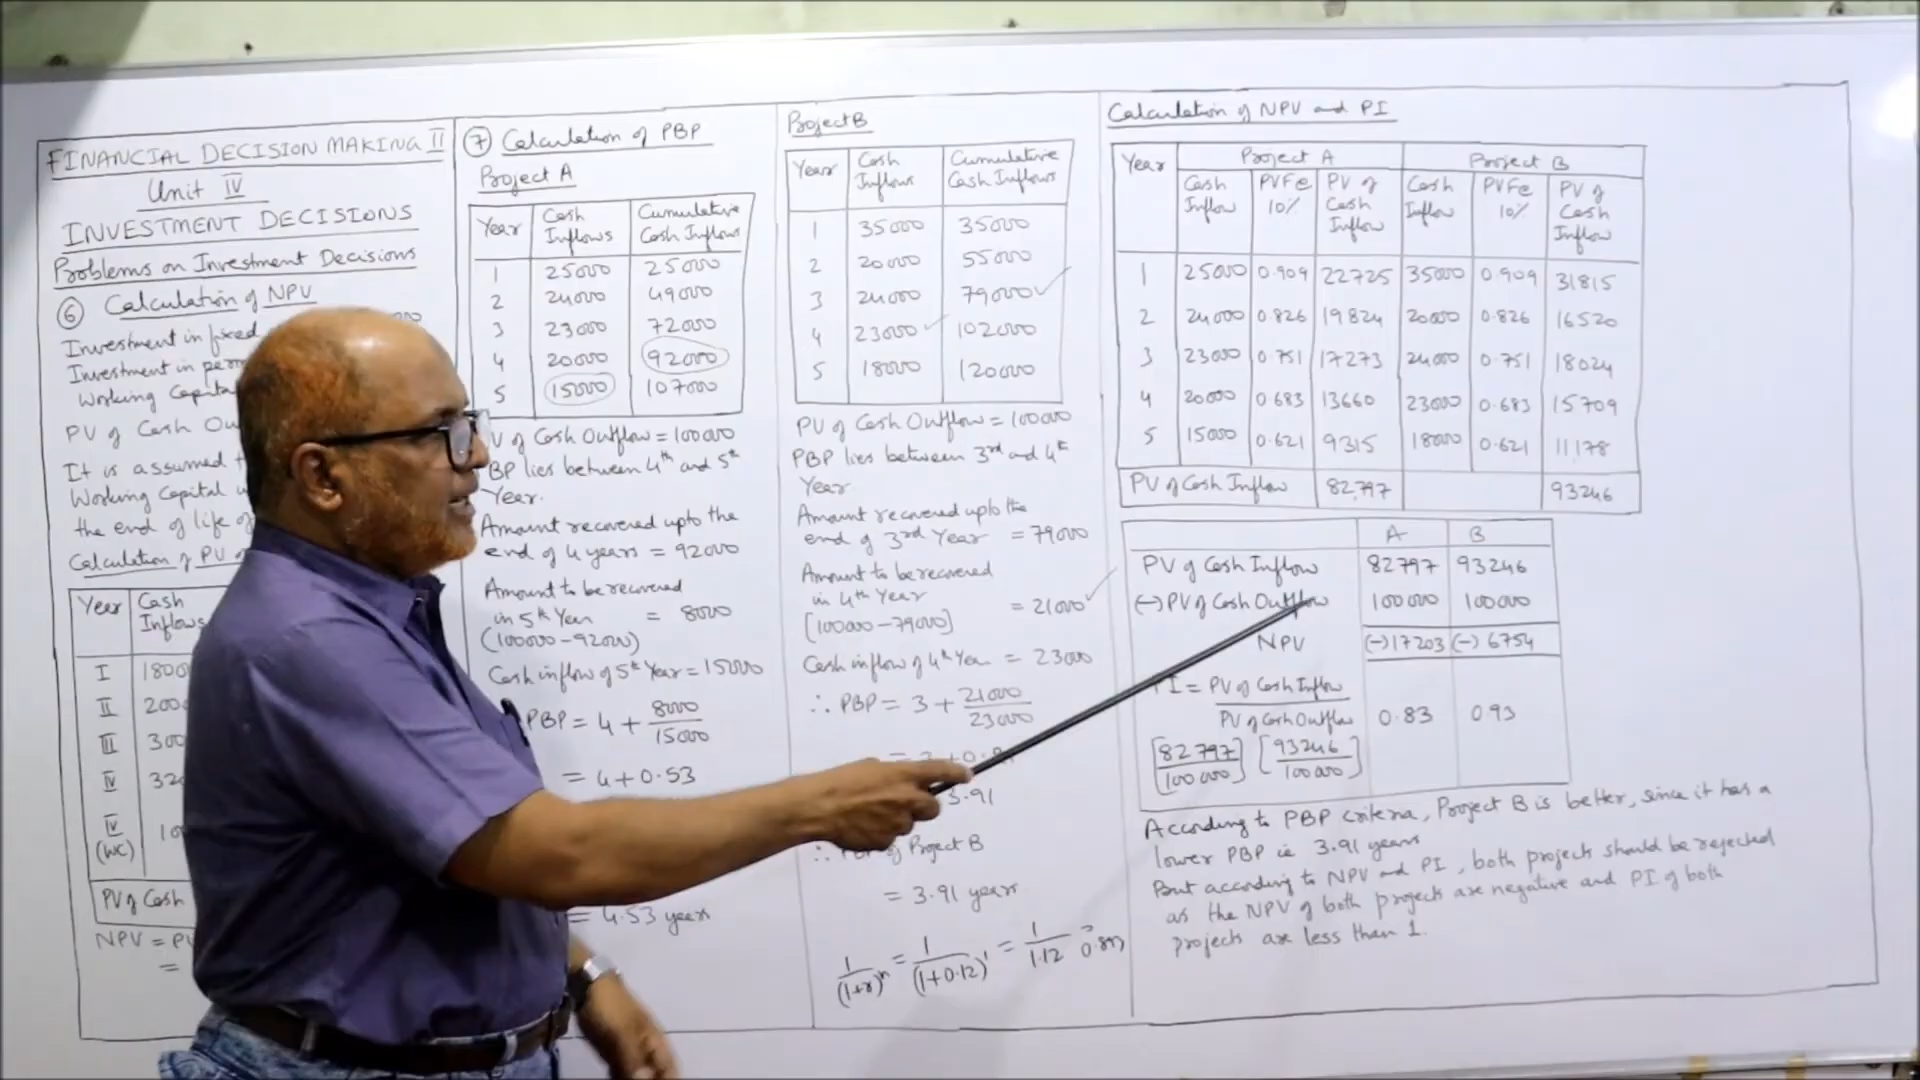 FINANCIAL DECISION MAKING II
Unit IV
INVESTMENT DECISIONS
Problems on Investment Decisions
⑥ Calculation of NPV
Investment in fixed
Investment in
Working Capital
PV of Cash
It is assumed
Working Capital
the end of life of
Calculation of PV
Year Cash Inflows
I
II
III
IV
IV (WC)
PV of Cash
NPV =
=
⑦ Calculation of PBP
Project A
Year Cash Inflows Cumulative Cash Inflows
1 25000 25000
2 24000 49000
3 23000 72000
4 20000 92000
5 15000 107000
of Cash Outflow = 100000
BP lies between 4th and 5th
Year.
Amount recovered upto the
end of 4 years = 92000
Amount to be recovered
in 5th Year = 8000
(100000-92000)
Cash inflow of 5th Year = 15000
PBP = 4 + 8000/15000
= 4 + 0.53
= 4.53 years
Project B
Year Cash Inflows Cumulative Cash Inflows
1 35000 35000
2 20000 55000
3 24000 79000 ✓
4 23000 ✓ 102000
5 18000 120000
PV of Cash Outflow = 100000
PBP lies between 3rd and 4th
Year
Amount recovered upto the
end of 3rd Year = 79000
Amount to be recovered
in 4th Year = 21000 ✓
[100000-79000]
Cash inflow of 4th Year = 23000
∴ PBP = 3 + 21000/23000
3.91
of Project B
= 3.91 years
1/(1+r)^n = 1/(1+0.12)^1 = 1/1.12
Calculation of NPV and PI
Year Project A Project B
Cash Inflow PVF@ 10% PV of Cash Inflow Cash Inflow PVF@ 10% PV of Cash Inflow
1 25000 0.909 22725 35000 0.909 31815
2 24000 0.826 19824 20000 0.826 16520
3 23000 0.751 17273 24000 0.751 18024
4 20000 0.683 13660 23000 0.683 15709
5 15000 0.621 9315 18000 0.621 11178
PV of Cash Inflow 82797 93246
A B
PV of Cash Inflow 82797 93246
(-) PV of Cash Outflow 100000 100000
NPV (-)17203 (-) 6754
I = PV of Cash Inflow / PV of Cash Outflow 0.83 0.93
[82797/100000] [93246/100000]
According to PBP criteria, Project B is better, since it has a
lower PBP ie 3.91 years
But according to NPV and PI, both projects should be rejected
as the NPV of both projects are negative and PI of both
projects are less than 1.